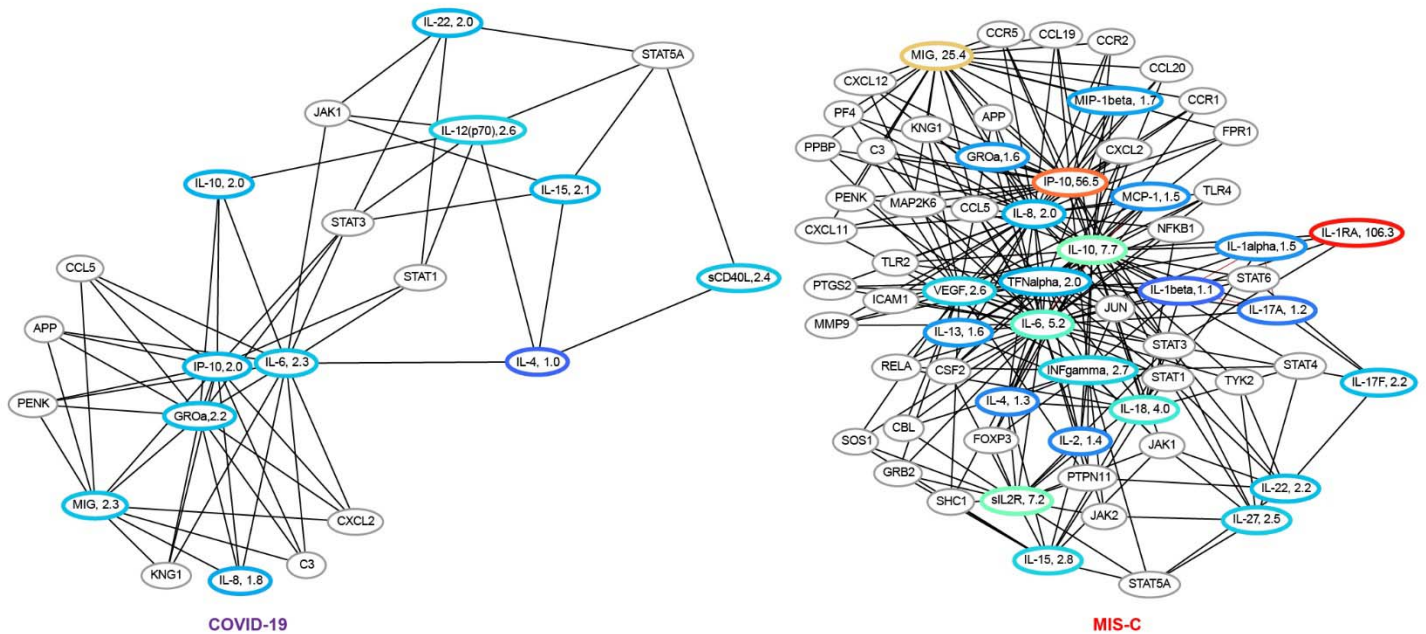 IL-22, 2.0
STAT5A
JAK1
IL-12(p70),2.6
IL-10, 2.0
IL-15, 2.1
STAT3
CCL5
STAT1
sCD40L,2.4
APP
IP-10,2.0
IL-6, 2.3
IL-4, 1.0
PENK
GROa,2.2
MIG, 2.3
CXCL2
KNG1
IL-8, 1.8
C3
COVID-19
CCR5
CCL19
CCR2
MIG, 25.4
CCL20
CXCL12
MIP-1beta, 1.7
CCR1
PF4
KNG1
APP
FPR1
PPBP
C3
GROa,1.6
CXCL2
IP-10,56.5
PENK
MAP2K6
CCL5
IL-8, 2.0
MCP-1, 1.5
TLR4
CXCL11
NFKB1
IL-1RA, 106.3
IL-10, 7.7
IL-1alpha,1.5
TLR2
STAT6
PTGS2
ICAM1
VEGF, 2.6
TFNalpha, 2.0
IL-1beta,1.1
JUN
IL-17A, 1.2
MMP9
IL-13, 1.6
IL-6, 5.2
STAT3
RELA
CSF2
INFgamma, 2.7
STAT1
TYK2
STAT4
IL-17F, 2.2
IL-4, 1.3
IL-18, 4.0
CBL
SOS1
FOXP3
IL-2, 1.4
JAK1
GRB2
PTPN11
SHC1
sIL2R, 7.2
IL-22, 2.2
JAK2
IL-27, 2.5
IL-15, 2.8
STAT5A
MIS-C